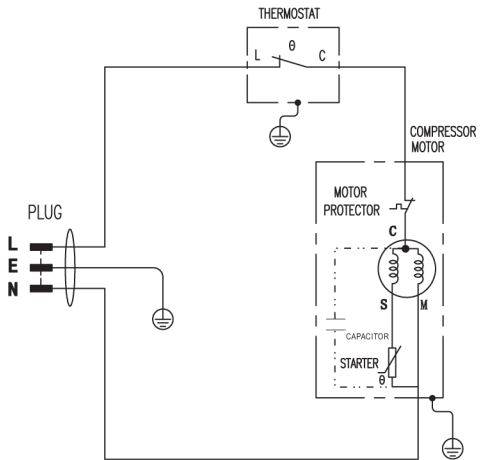 THERMOSTAT
L θ C
COMPRESSOR
MOTOR
MOTOR
PROTECTOR
PLUG
C
L
E
N
S M
CAPACITOR
STARTER
θ